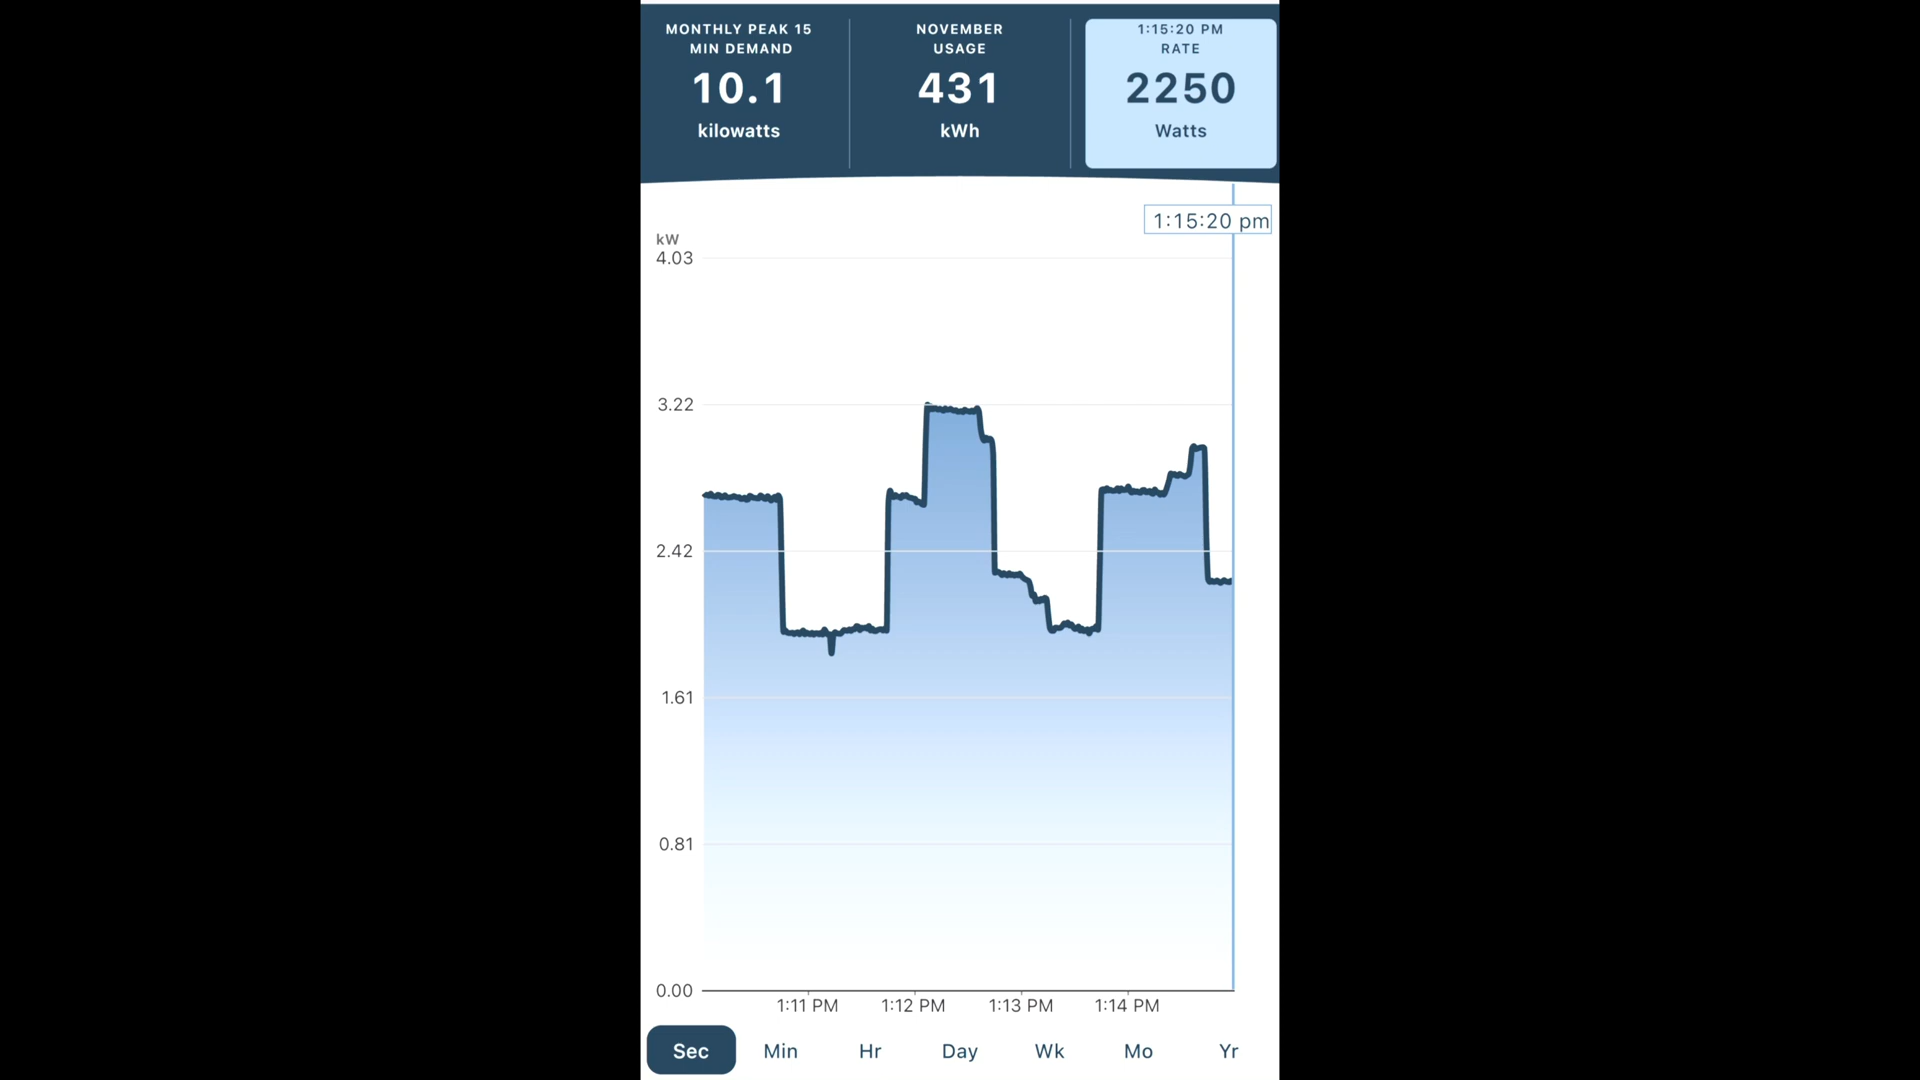 MONTHLY PEAK 15
MIN DEMAND
10.1
kilowatts
NOVEMBER
USAGE
431
kWh
1:15:20 PM
RATE
2250
Watts
1:15:20 pm
kW
4.03
3.22
2.42
1.61
0.81
0.00
1:11 PM 1:12 PM 1:13 PM 1:14 PM
Sec Min Hr Day Wk Mo Yr